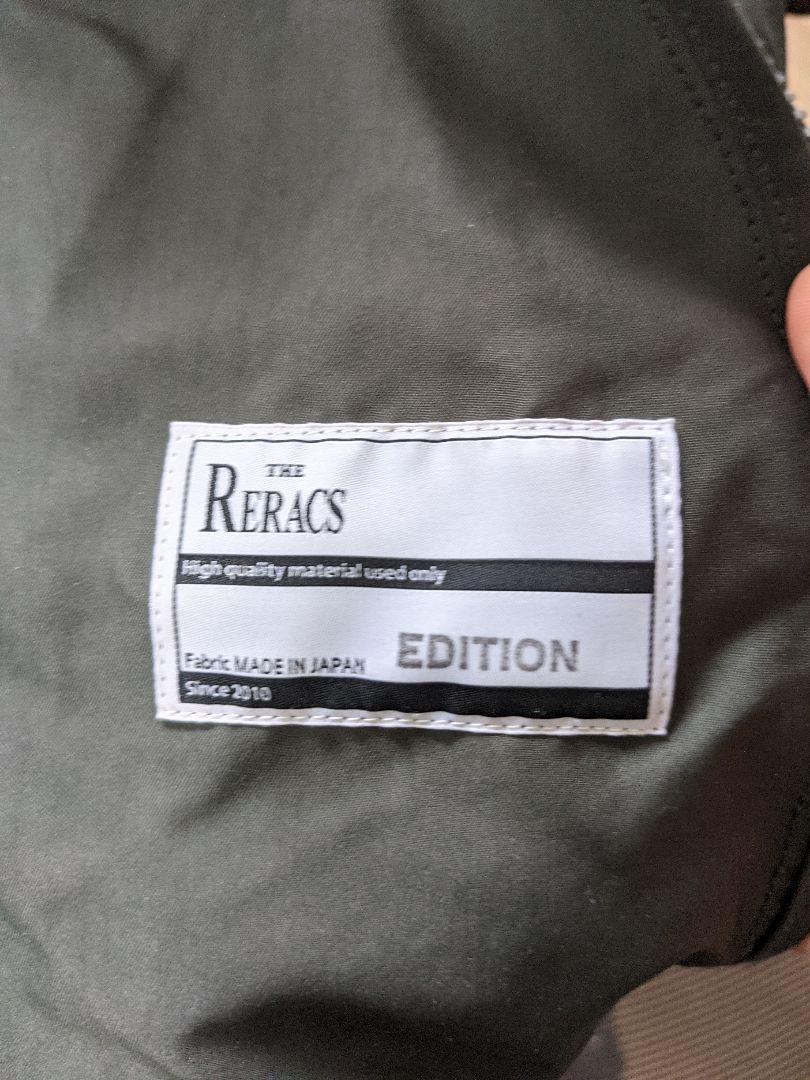 THE
RERACS
High quality material used only
EDITION
Fabric MADE IN JAPAN
Since 2010